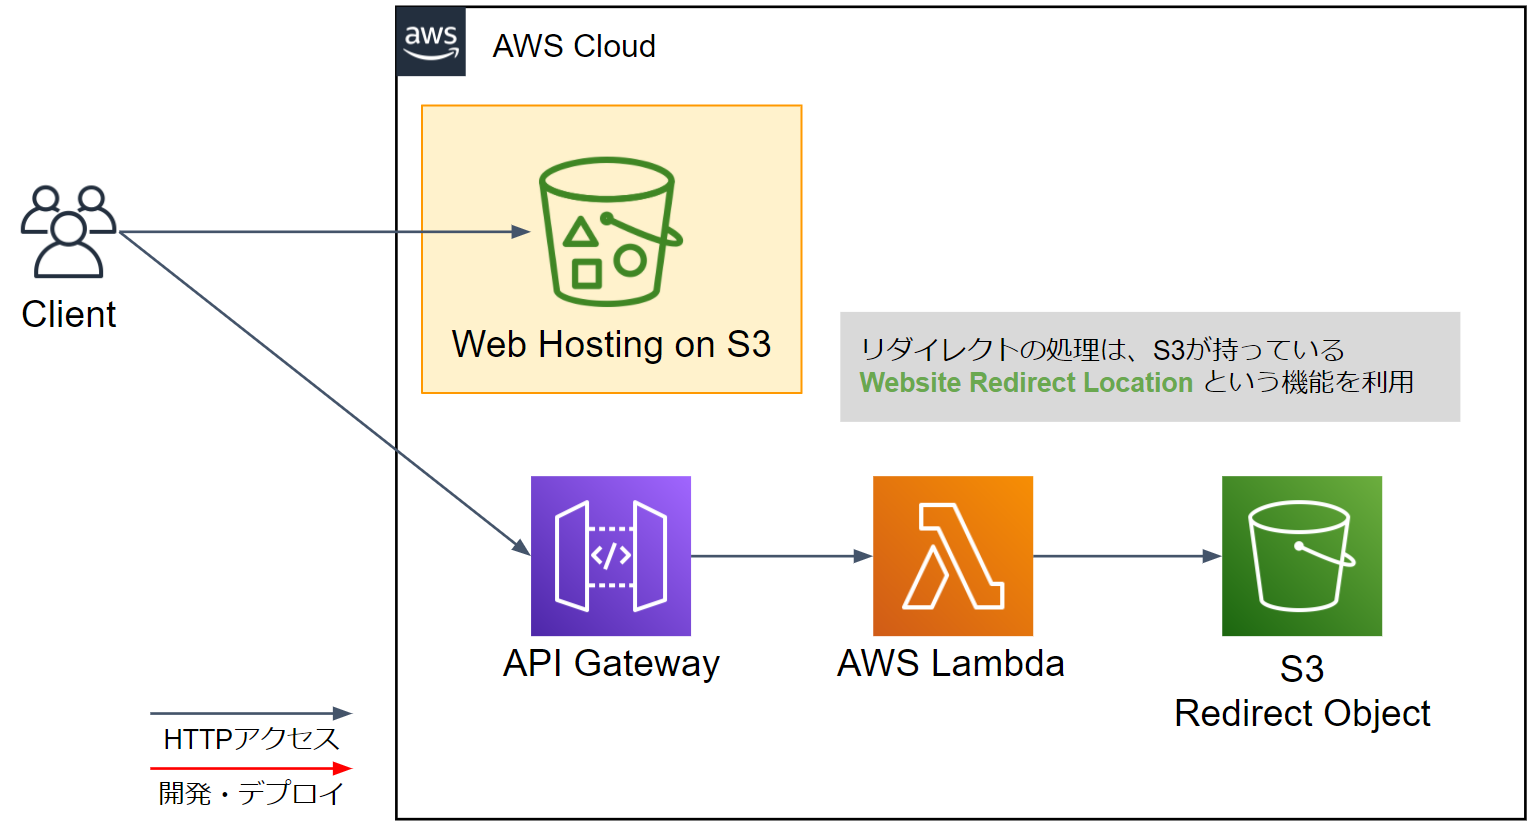 aws
AWS Cloud
Client
Web Hosting on S3
リダイレクトの処理は、S3が持っている
Website Redirect Location という機能を利用
</>
API Gateway
AWS Lambda
S3
Redirect Object
HTTPアクセス
開発・デプロイ